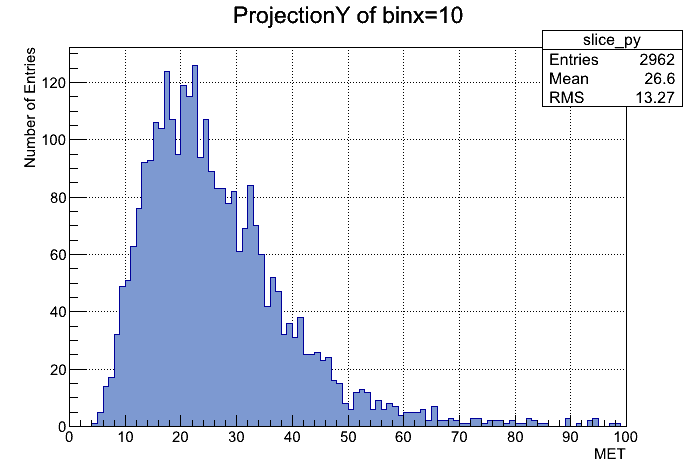 ProjectionY of binx=10
slice_py
Entries 2962
Mean 26.6
RMS 13.27
Number of Entries
120
100
80
60
40
20
0
0 10 20 30 40 50 60 70 80 90 100
MET